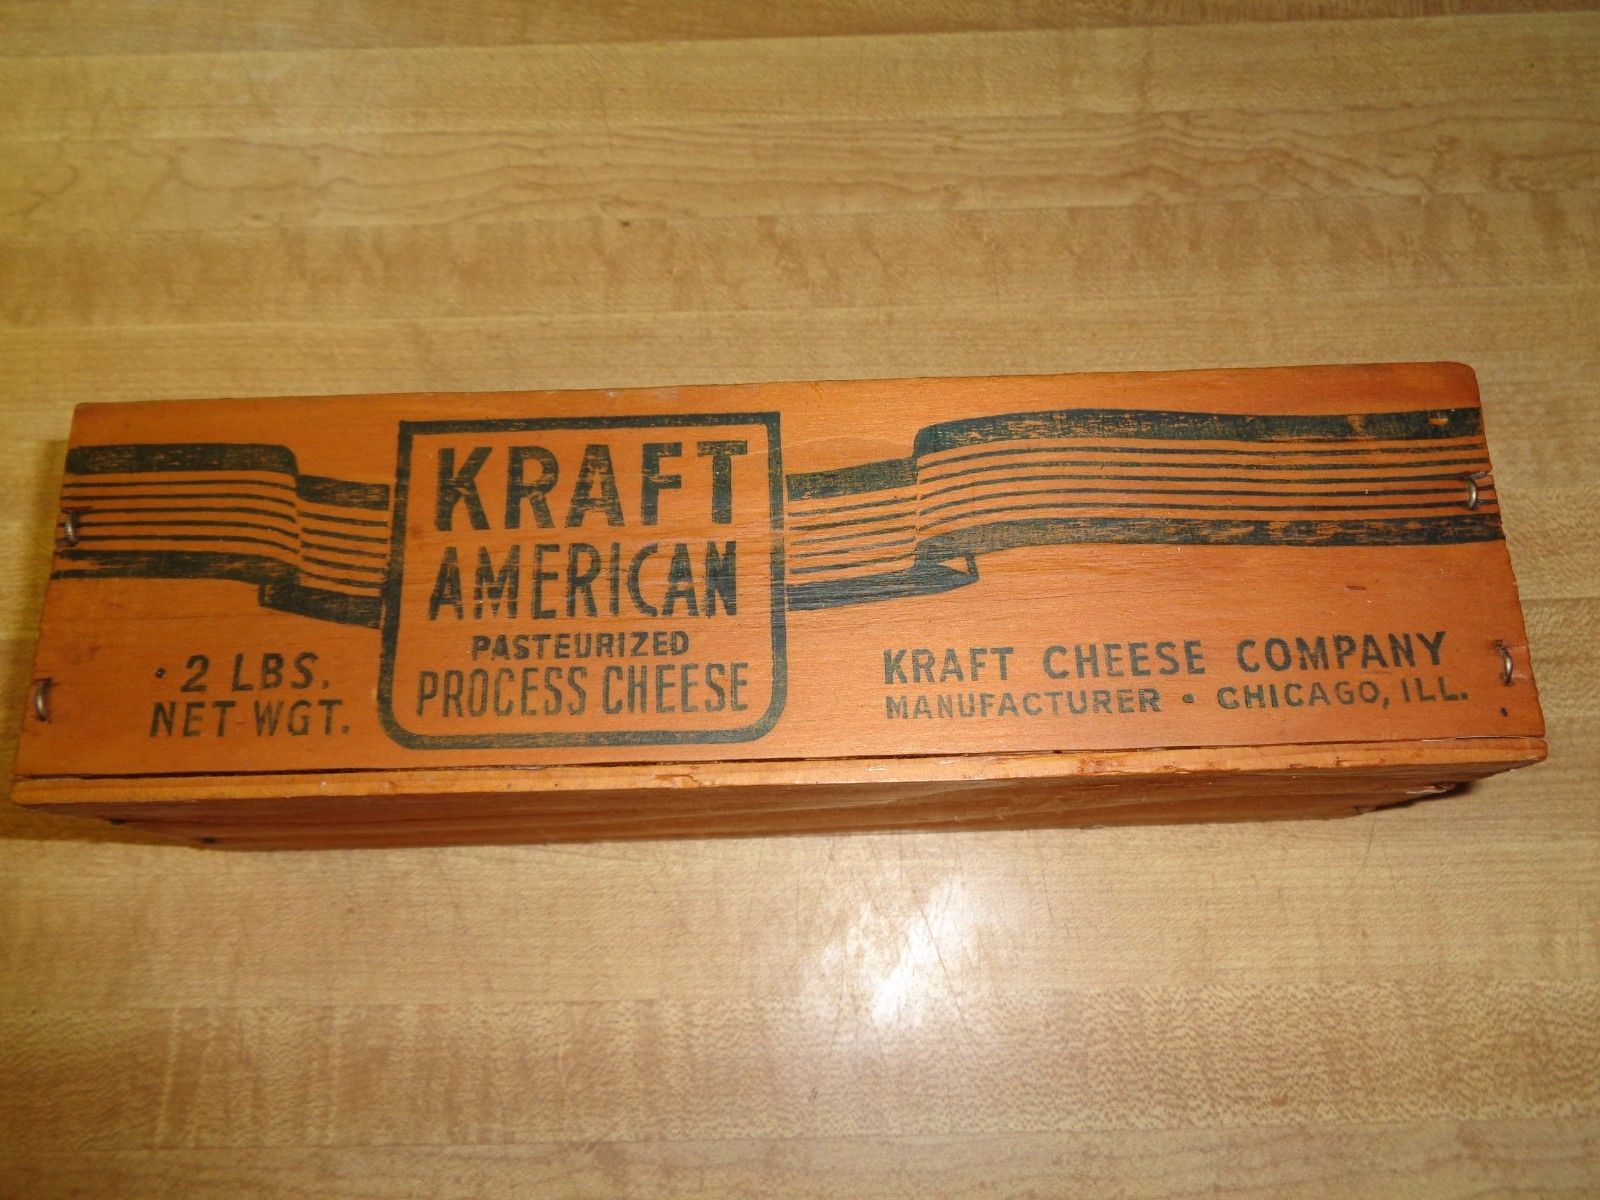 KRAFT
AMERICAN
PASTEURIZED
PROCESS CHEESE
2 LBS.
NET WGT.
KRAFT CHEESE COMPANY
MANUFACTURER • CHICAGO, ILL.